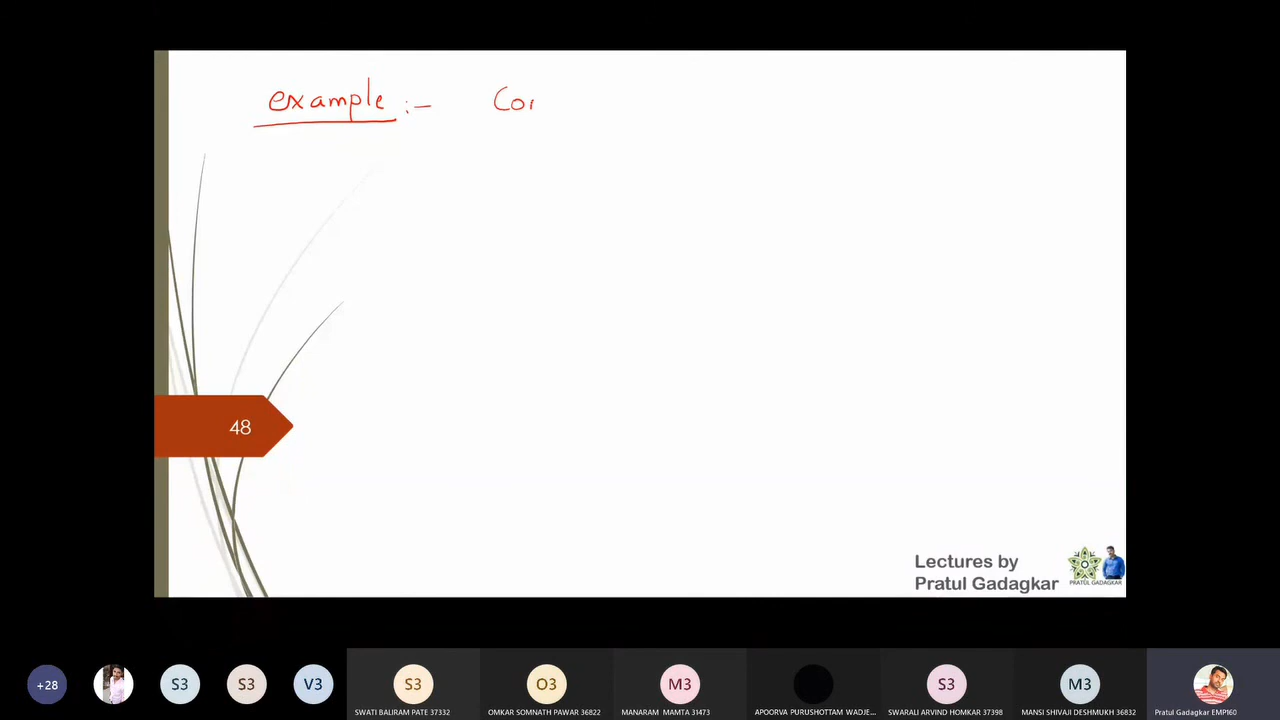 example :- Con
48
Lectures by
Pratul Gadagkar
PRATUL GADAGKAR
+28
S3
S3
V3
S3
O3
M3
S3
M3
SWATI BALIRAM PATE 37332
OMKAR SOMNATH PAWAR 36822
MANARAM MAMTA 31473
APOORVA PURUSHOTTAM WADJE...
SWARALI ARVIND HOMKAR 37398
MANSI SHIVAJI DESHMUKH 36832
Pratul Gadagkar EMP160